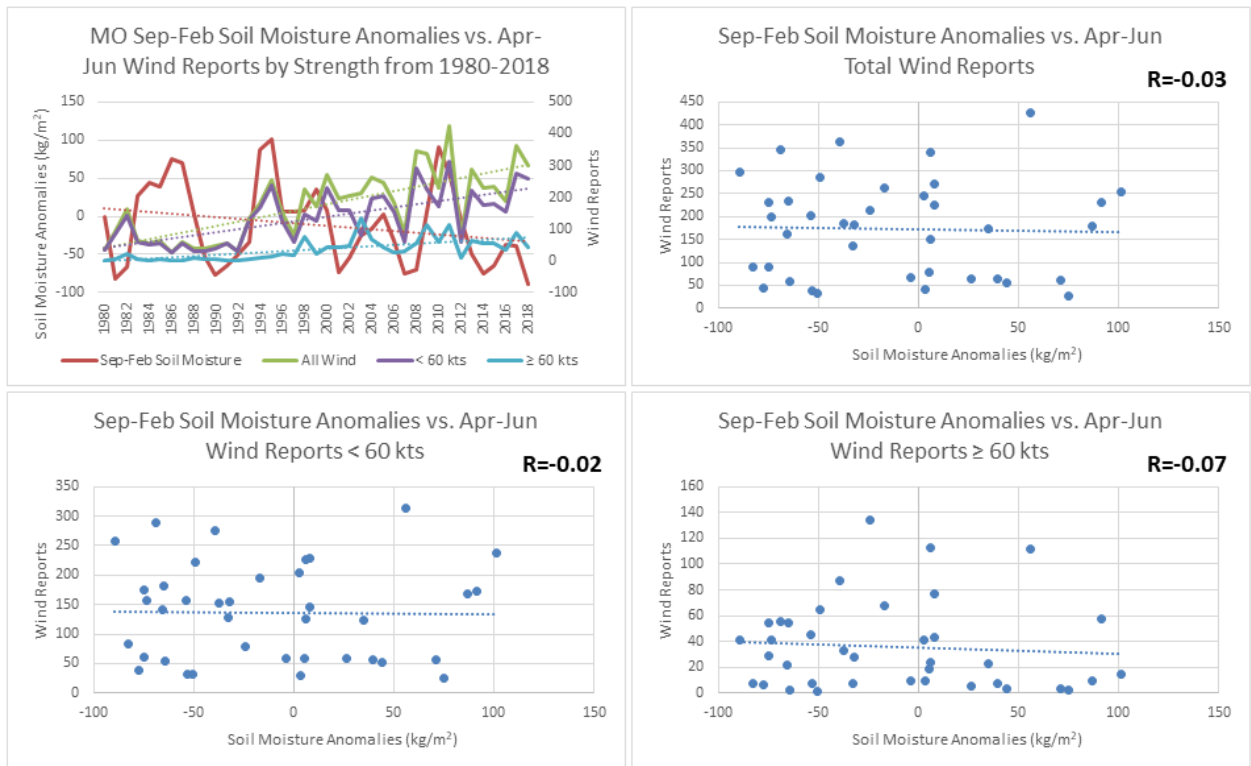 MO Sep-Feb Soil Moisture Anomalies vs. Apr-
Jun Wind Reports by Strength from 1980-2018
150
100
50
0
-50
-100
Soil Moisture Anomalies (kg/m²)
500
400
300
200
100
0
-100
Wind Reports
1980
1982
1984
1986
1988
1990
1992
1994
1996
1998
2000
2002
2004
2006
2008
2010
2012
2014
2016
2018
Sep-Feb Soil Moisture All Wind < 60 kts ≥ 60 kts
Sep-Feb Soil Moisture Anomalies vs. Apr-Jun
Total Wind Reports
R=-0.03
450
400
350
300
250
200
150
100
50
0
Wind Reports
-100 -50 0 50 100 150
Soil Moisture Anomalies (kg/m²)
Sep-Feb Soil Moisture Anomalies vs. Apr-Jun
Wind Reports < 60 kts
R=-0.02
350
300
250
200
150
100
50
0
Wind Reports
-100 -50 0 50 100 150
Soil Moisture Anomalies (kg/m²)
Sep-Feb Soil Moisture Anomalies vs. Apr-Jun
Wind Reports ≥ 60 kts
R=-0.07
160
140
120
100
80
60
40
20
0
Wind Reports
-100 -50 0 50 100 150
Soil Moisture Anomalies (kg/m²)